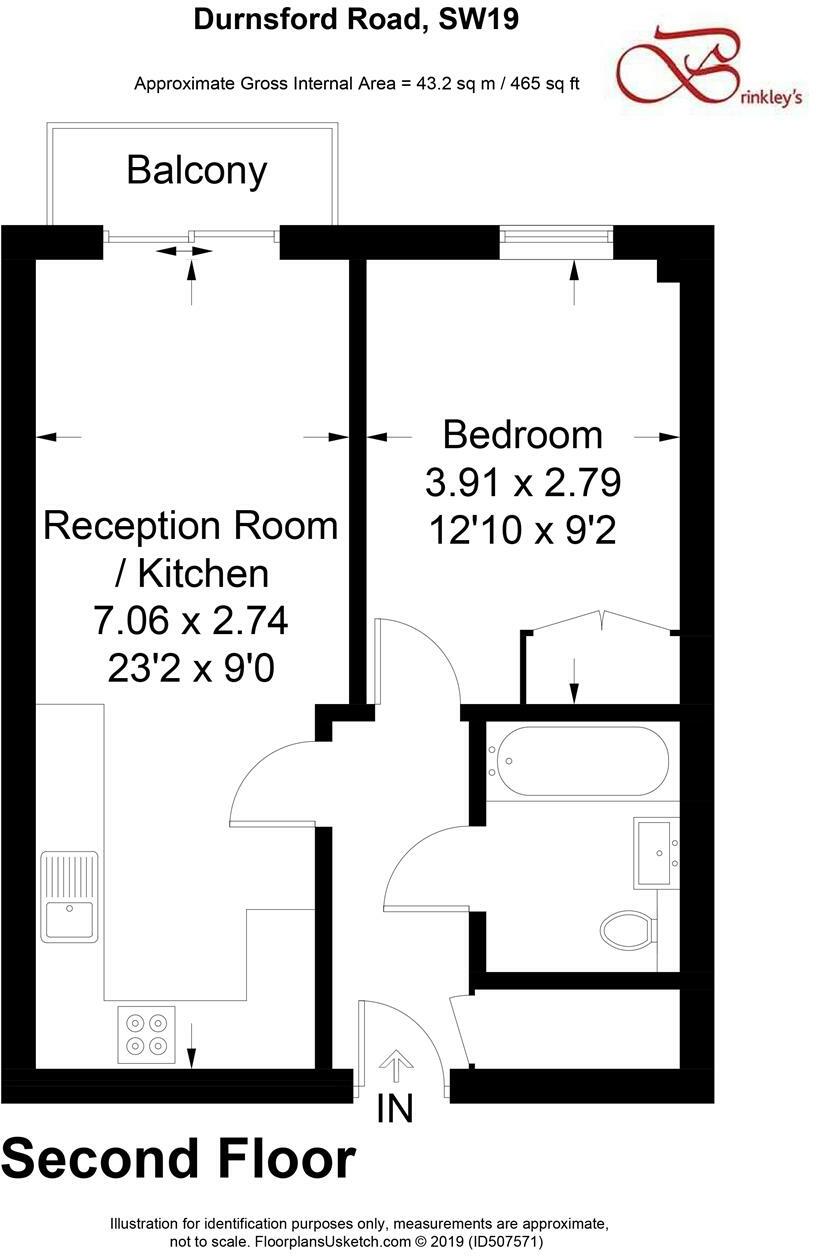 Durnsford Road, SW19
Approximate Gross Internal Area = 43.2 sq m / 465 sq ft
Brinkley's
Balcony
Bedroom
3.91 x 2.79
12'10 x 9'2
Reception Room
/ Kitchen
7.06 x 2.74
23'2 x 9'0
IN
Second Floor
Illustration for identification purposes only, measurements are approximate,
not to scale. FloorplansUsketch.com © 2019 (ID507571)